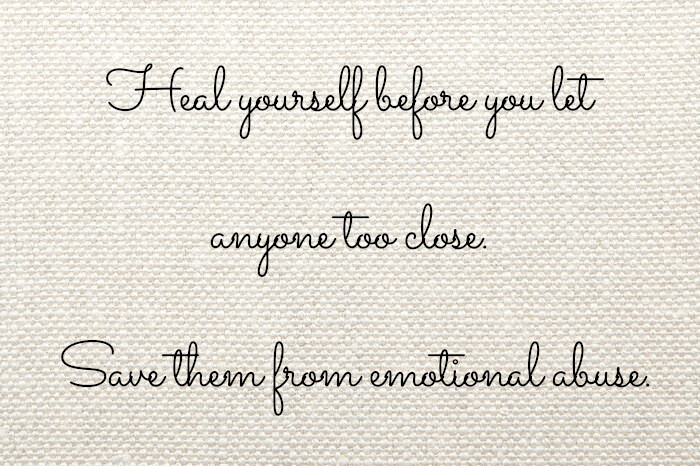 Heal yourself before you let
anyone too close.
Save them from emotional abuse.